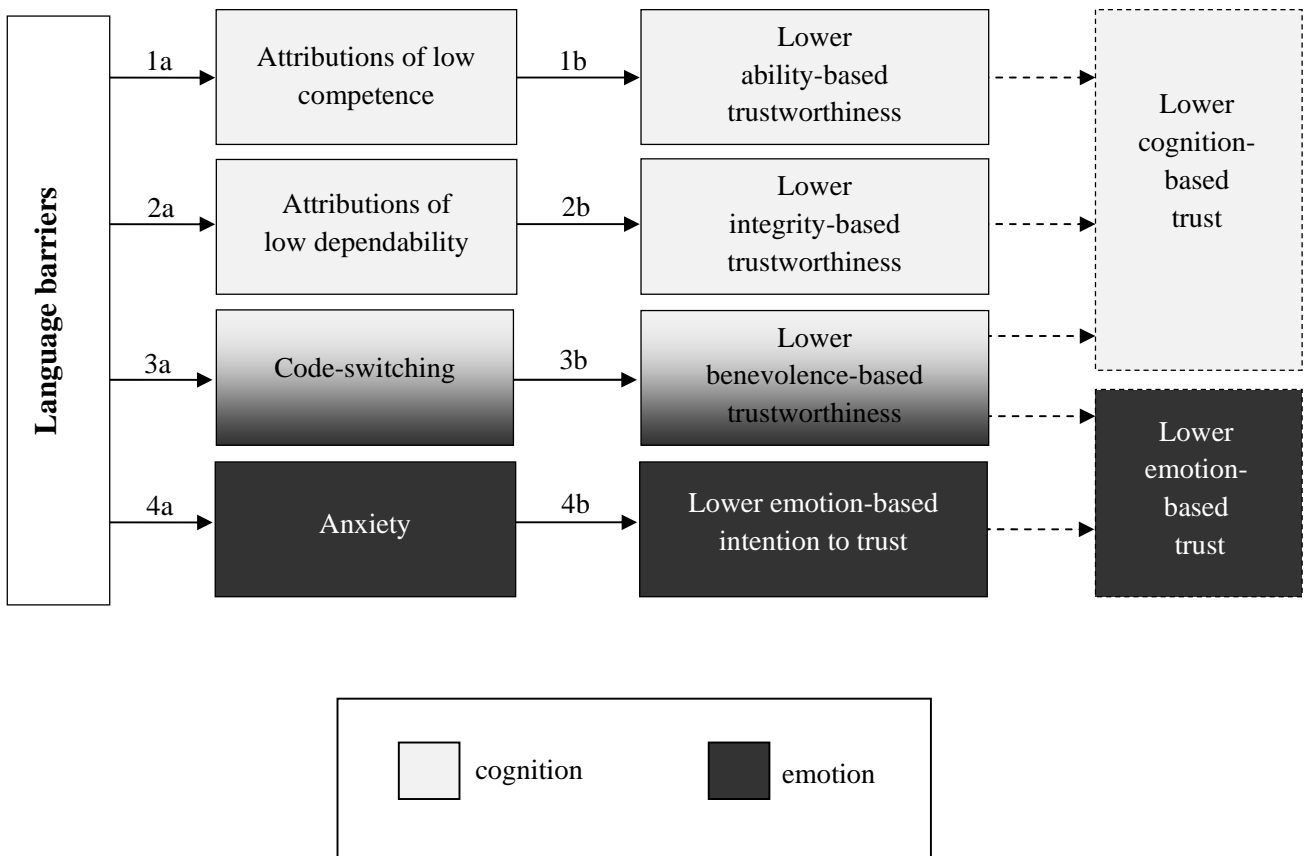 Language barriers
1a
Attributions of low
competence
1b
Lower
ability-based
trustworthiness
2a
Attributions of
low dependability
2b
Lower
integrity-based
trustworthiness
3a
Code-switching
3b
Lower
benevolence-based
trustworthiness
4a
Anxiety
4b
Lower emotion-based
intention to trust
Lower
cognition-
based
trust
Lower
emotion-
based
trust
cognition
emotion